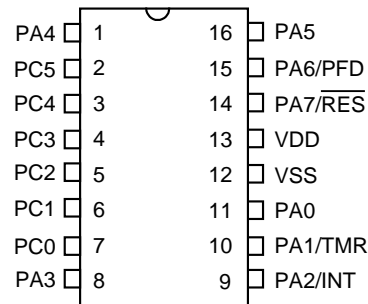 PA4 1 16 PA5
PC5 2 15 PA6/PFD
PC4 3 14 PA7/R̅E̅S̅
PC3 4 13 VDD
PC2 5 12 VSS
PC1 6 11 PA0
PC0 7 10 PA1/TMR
PA3 8 9 PA2/INT